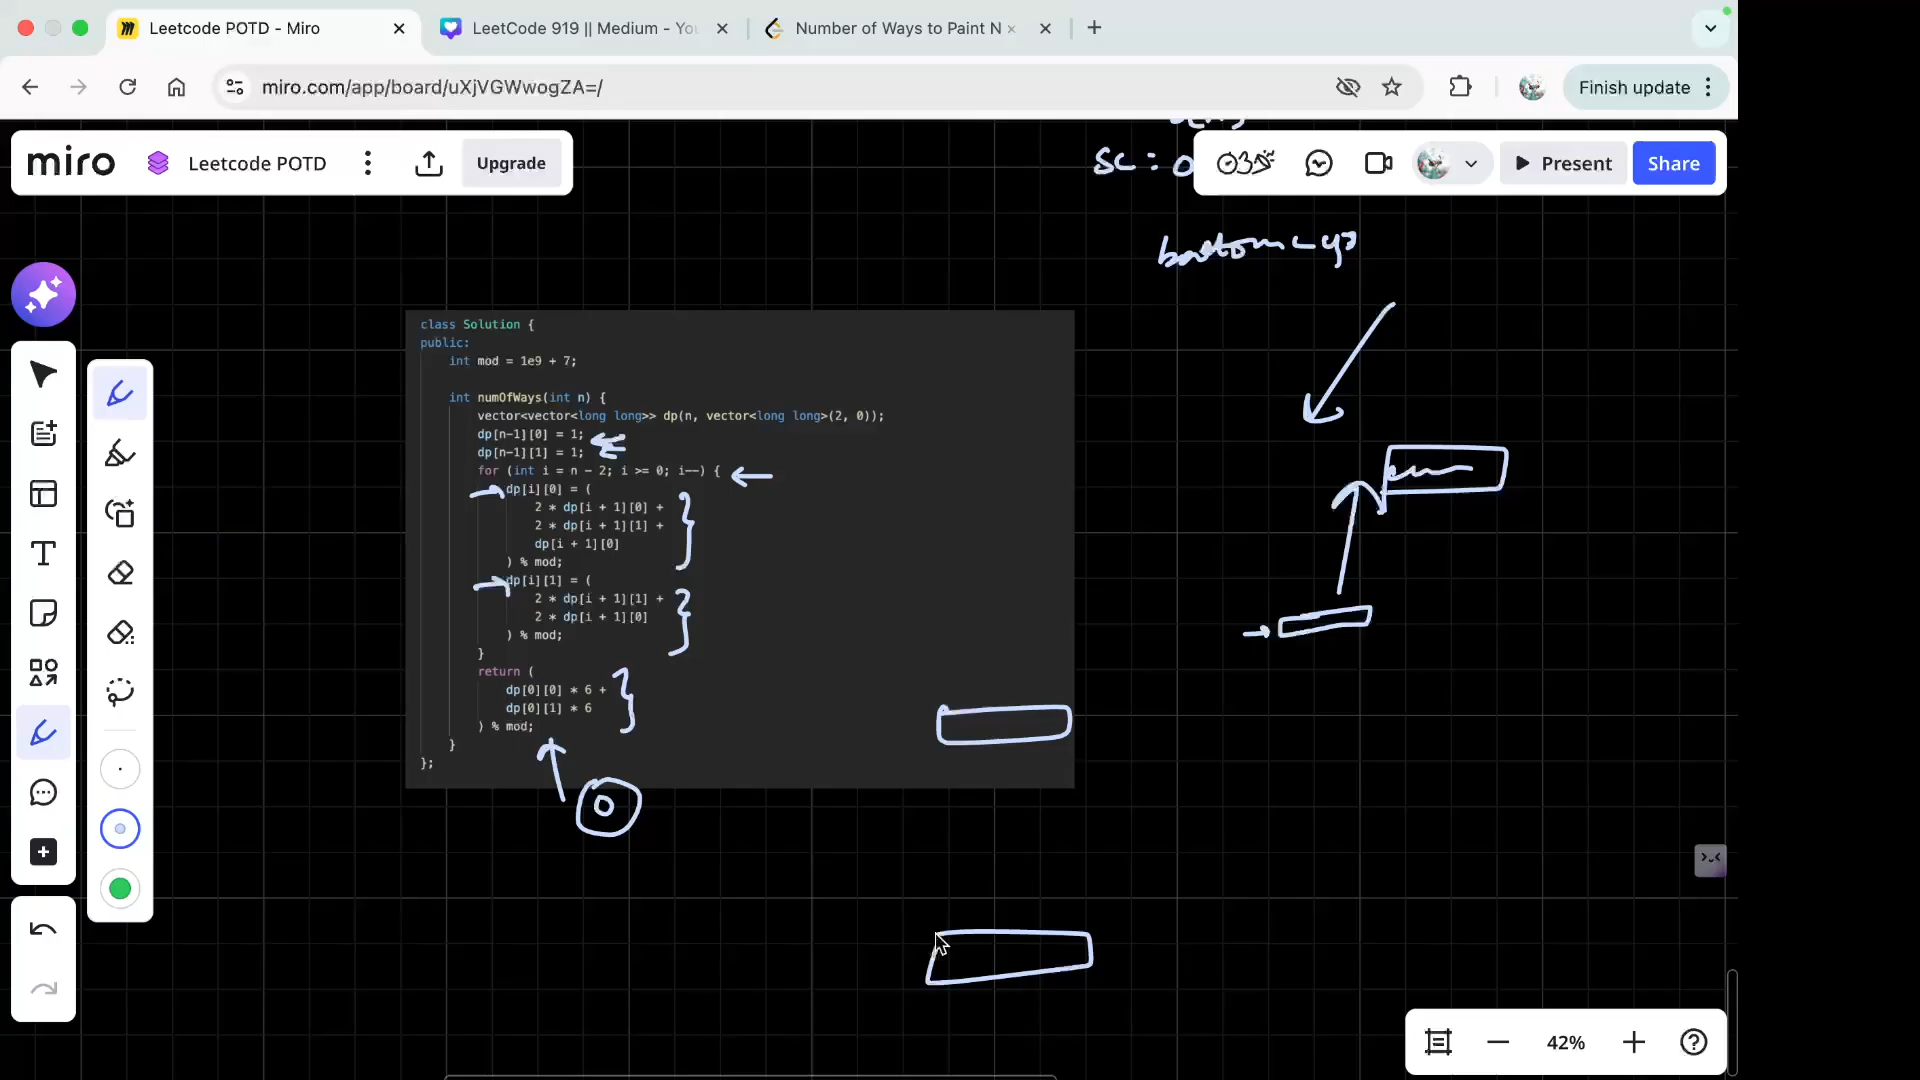 Leetcode POTD - Miro
LeetCode 919 || Medium - You
Number of Ways to Paint N ×
miro.com/app/board/uXjVGWwogZA=/
Finish update
miro
Leetcode POTD
Upgrade
Present
Share
SC : O
class Solution {
public:
int mod = 1e9 + 7;
int numOfWays(int n) {
vector<vector<long long>> dp(n, vector<long long>(2, 0));
dp[n-1][0] = 1;
dp[n-1][1] = 1;
for (int i = n - 2; i >= 0; i--) {
dp[i][0] = (
2 * dp[i + 1][0] +
2 * dp[i + 1][1] +
dp[i + 1][0]
) % mod;
dp[i][1] = (
2 * dp[i + 1][1] +
2 * dp[i + 1][0]
) % mod;
}
return (
dp[0][0] * 6 +
dp[0][1] * 6
) % mod;
}
};
0
42%